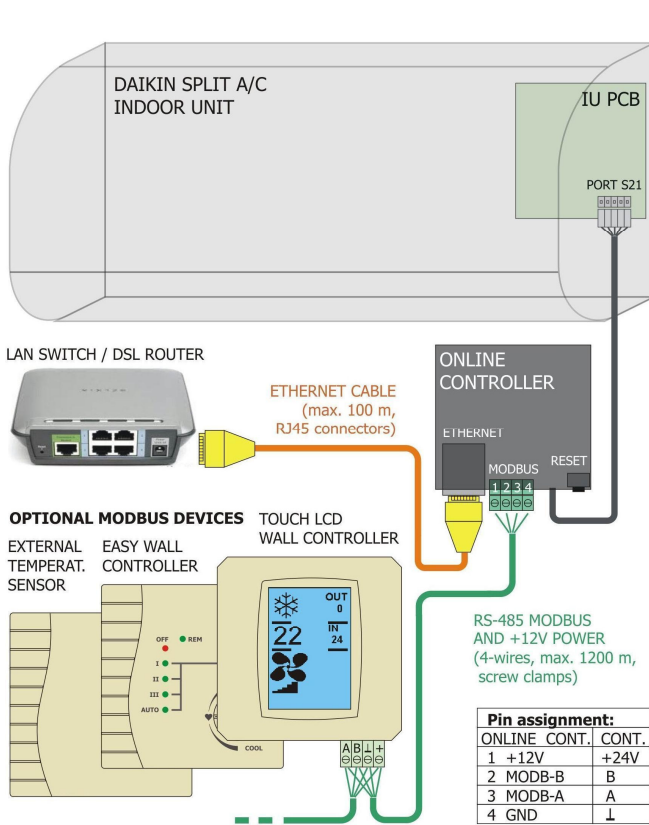 DAIKIN SPLIT A/C
INDOOR UNIT
IU PCB
PORT S21
LAN SWITCH / DSL ROUTER
ETHERNET CABLE
(max. 100 m,
RJ45 connectors)
ONLINE
CONTROLLER
ETHERNET
MODBUS
RESET
1 2 3 4
OPTIONAL MODBUS DEVICES
EXTERNAL
TEMPERAT.
SENSOR
EASY WALL
CONTROLLER
TOUCH LCD
WALL CONTROLLER
OFF
REM
I
II
III
AUTO
COOL
OUT
0
22
IN
24
A B ⊥ +
RS-485 MODBUS
AND +12V POWER
(4-wires, max. 1200 m,
screw clamps)
Pin assignment:
ONLINE CONT. CONT.
1 +12V +24V
2 MODB-B B
3 MODB-A A
4 GND ⊥